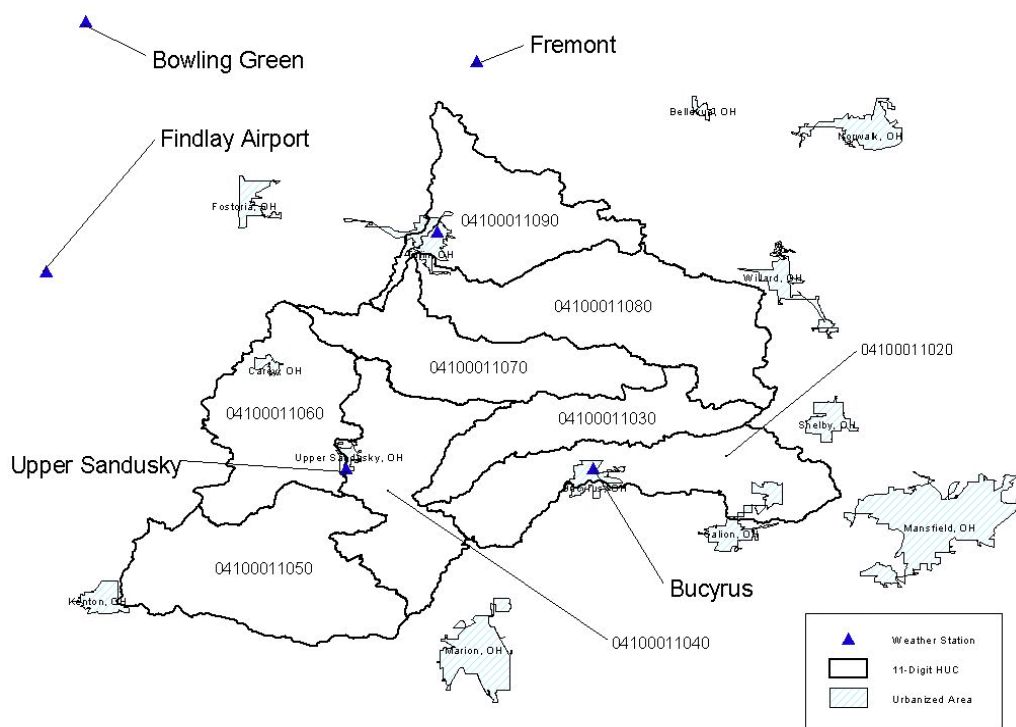 Bowling Green
Fremont
Bellevue, OH
Norwalk, OH
Findlay Airport
Fostoria, OH
04100011090
Tiffin, OH
Willard, OH
04100011080
04100011020
Carey, OH
04100011070
04100011060
04100011030
Shelby, OH
Upper Sandusky
Upper Sandusky, OH
Bucyrus, OH
Mansfield, OH
Galion, OH
04100011050
Bucyrus
Kenton, OH
04100011040
Marion, OH
Weather Station
11-Digit HUC
Urbanized Area